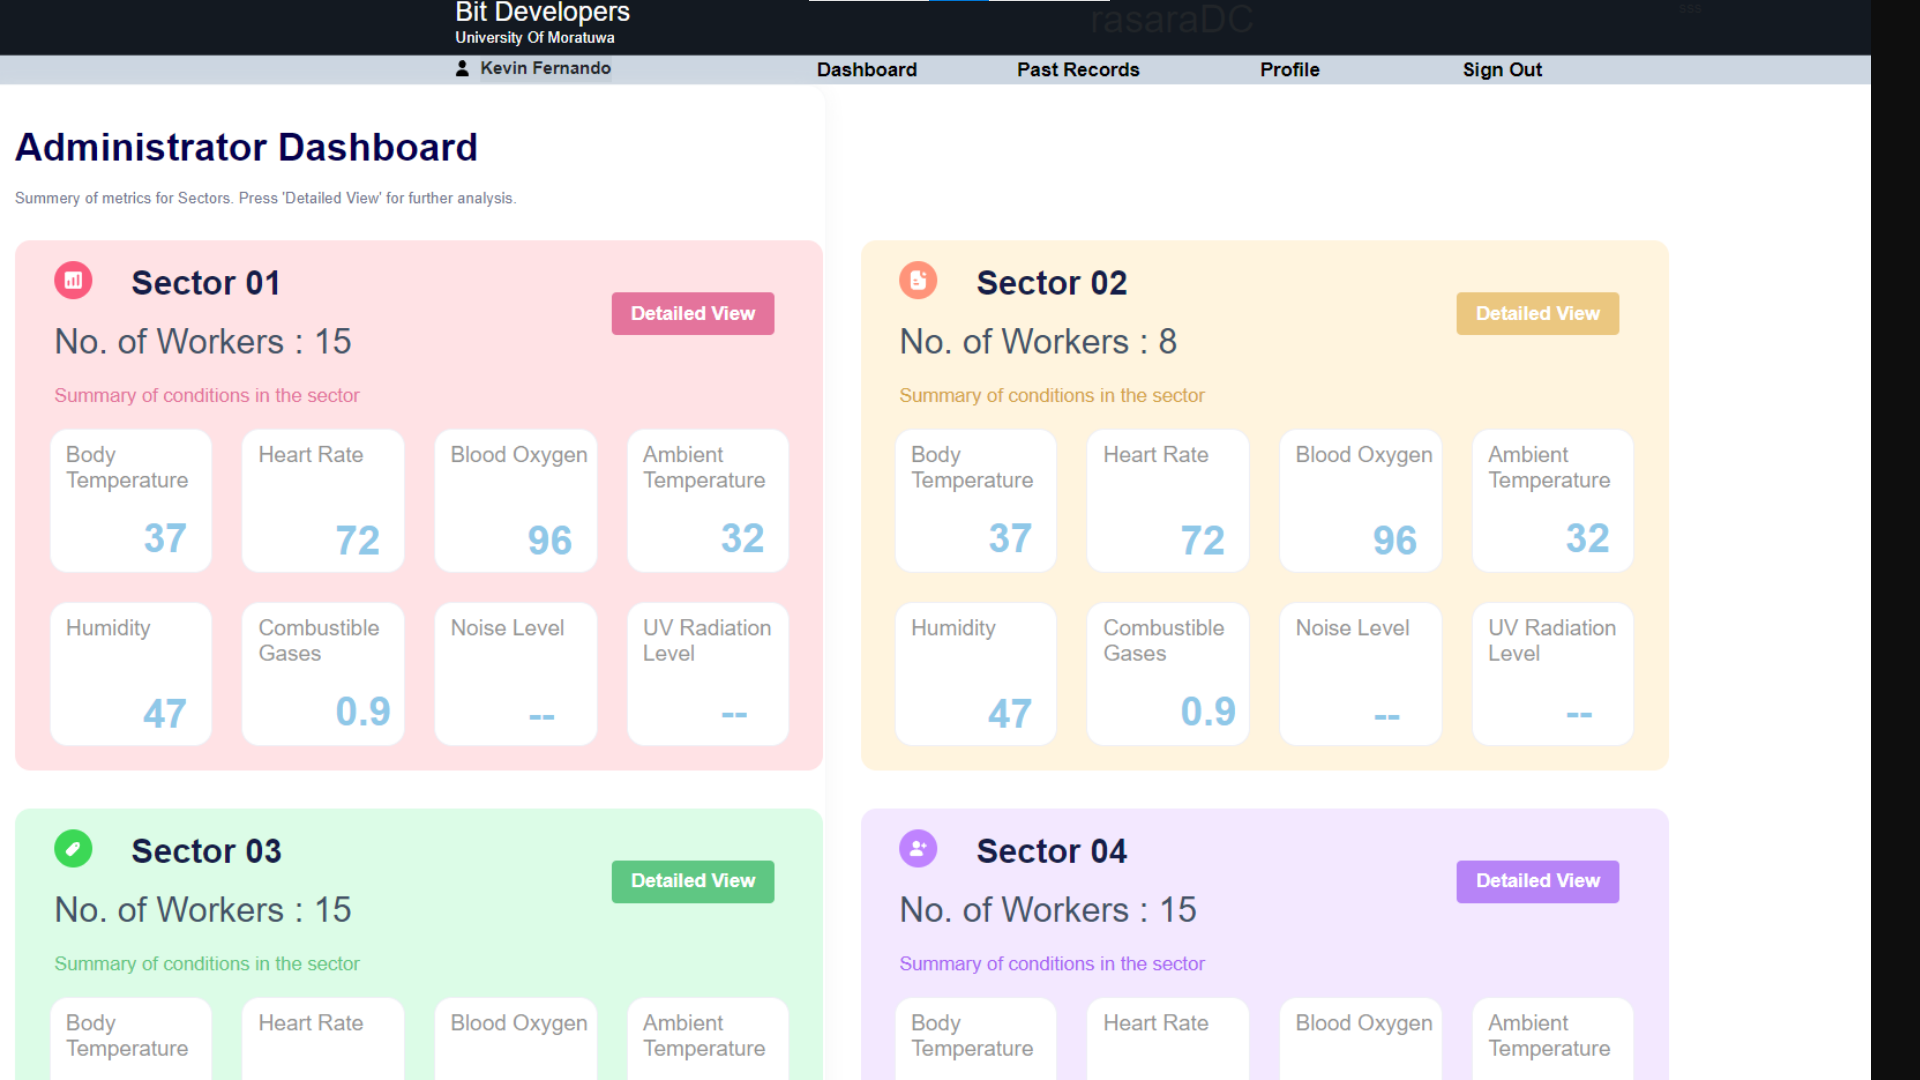 Bit Developers
University Of Moratuwa
rasaraDC
sss
Kevin Fernando
Dashboard
Past Records
Profile
Sign Out
Administrator Dashboard
Summery of metrics for Sectors. Press 'Detailed View' for further analysis.
Sector 01
Detailed View
No. of Workers : 15
Summary of conditions in the sector
Body
Temperature
37
Heart Rate
72
Blood Oxygen
96
Ambient
Temperature
32
Humidity
47
Combustible
Gases
0.9
Noise Level
--
UV Radiation
Level
--
Sector 02
Detailed View
No. of Workers : 8
Summary of conditions in the sector
Body
Temperature
37
Heart Rate
72
Blood Oxygen
96
Ambient
Temperature
32
Humidity
47
Combustible
Gases
0.9
Noise Level
--
UV Radiation
Level
--
Sector 03
Detailed View
No. of Workers : 15
Summary of conditions in the sector
Body
Temperature
Heart Rate
Blood Oxygen
Ambient
Temperature
Sector 04
Detailed View
No. of Workers : 15
Summary of conditions in the sector
Body
Temperature
Heart Rate
Blood Oxygen
Ambient
Temperature